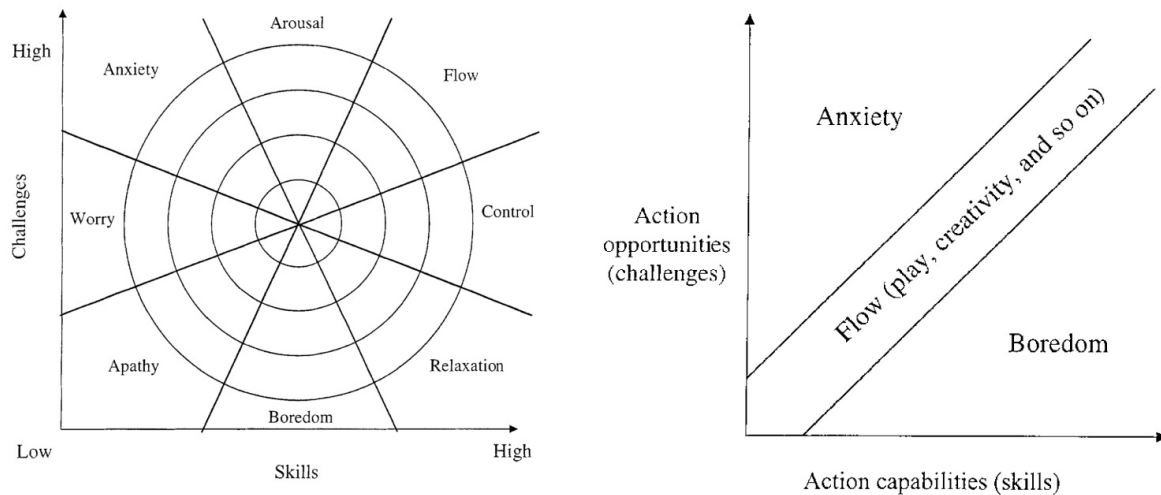 Arousal
High
Anxiety
Flow
Challenges
Worry
Control
Apathy
Relaxation
Boredom
Low
High
Skills
Anxiety
Flow (play, creativity, and so on)
Action
opportunities
(challenges)
Boredom
Action capabilities (skills)